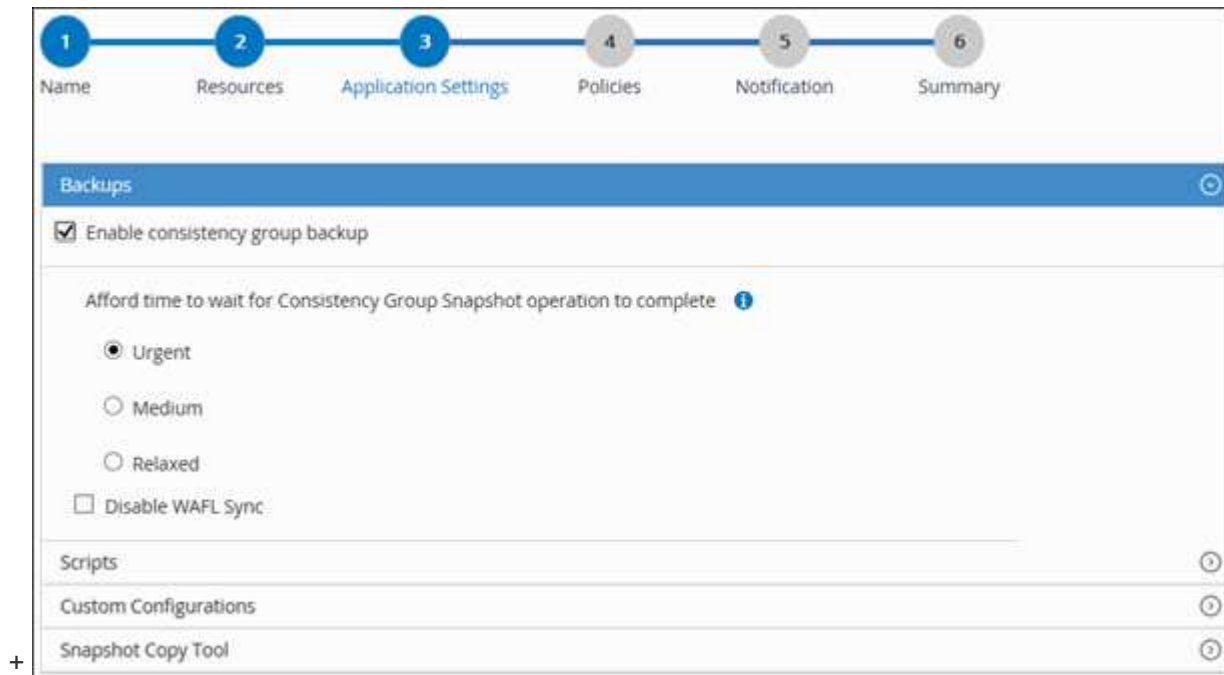 1 2 3 4 5 6
Name Resources Application Settings Policies Notification Summary
Backups
Enable consistency group backup
Afford time to wait for Consistency Group Snapshot operation to complete
Urgent
Medium
Relaxed
Disable WAFL Sync
Scripts
Custom Configurations
Snapshot Copy Tool
+